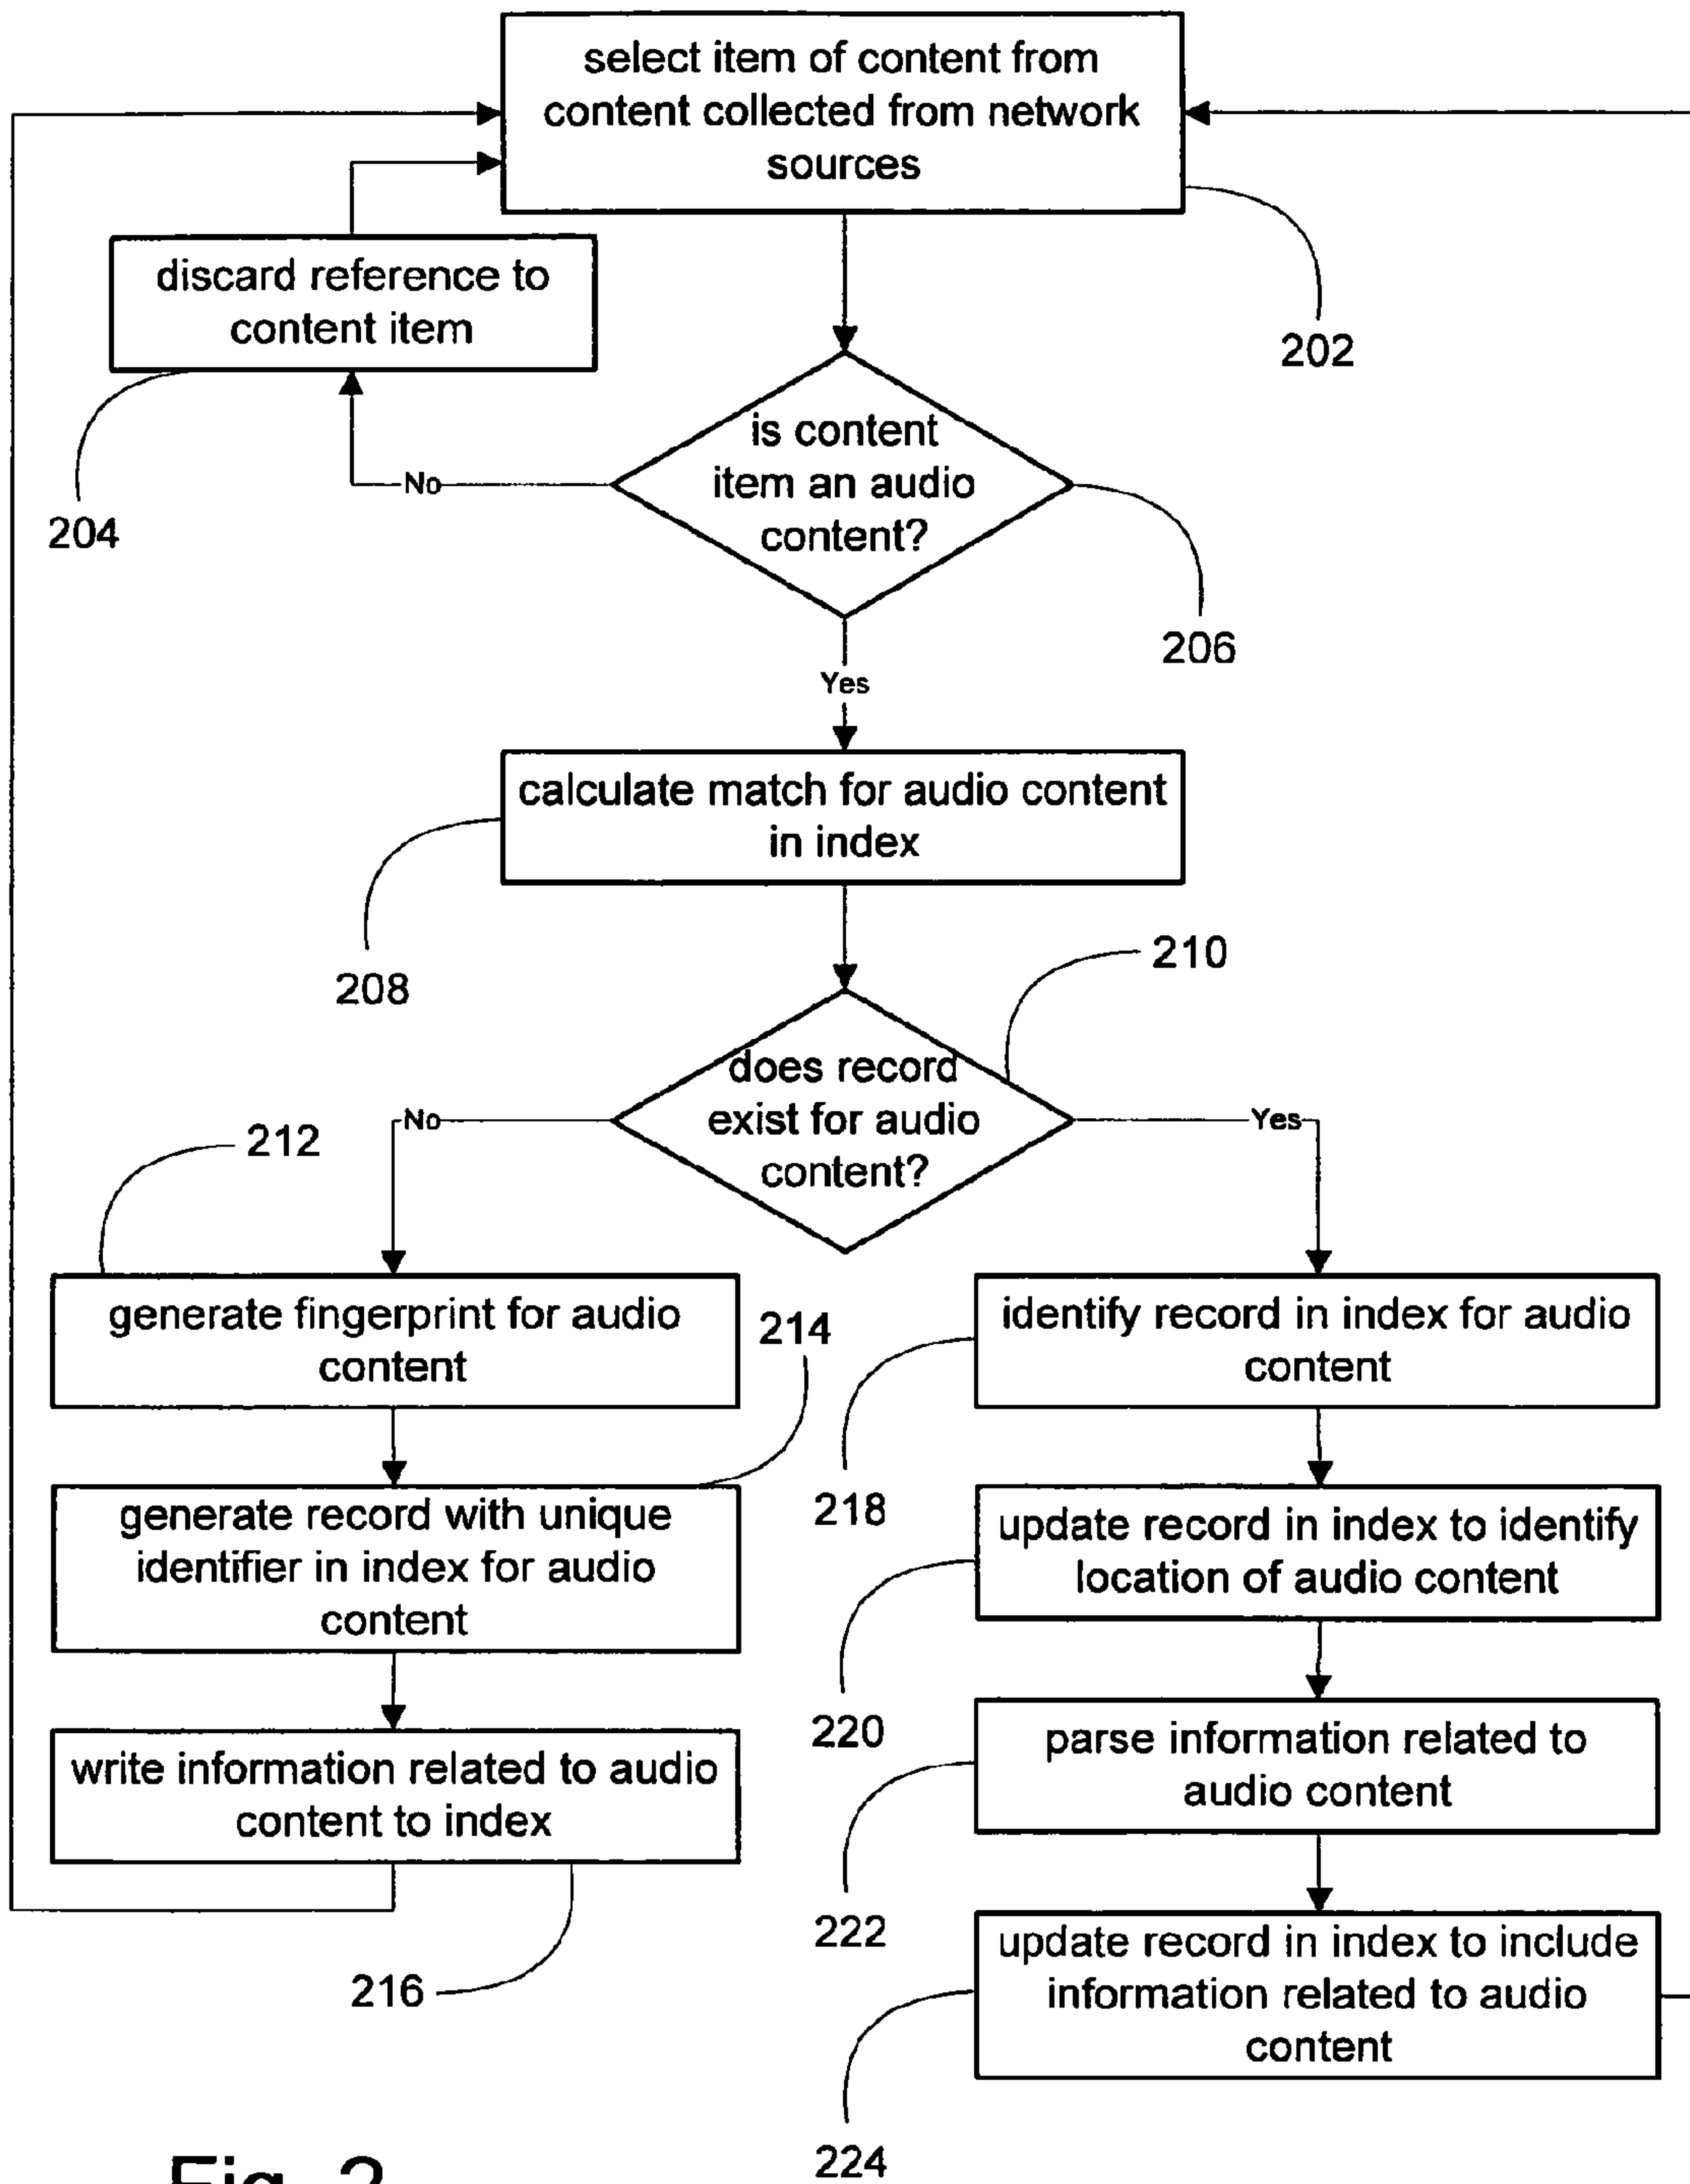 select item of content from
content collected from network
sources
discard reference to
content item
202
is content
item an audio
content?
No
204
206
Yes
calculate match for audio content
in index
208
210
does record
exist for audio
content?
No
Yes
212
generate fingerprint for audio
content
214
identify record in index for audio
content
218
generate record with unique
identifier in index for audio
content
update record in index to identify
location of audio content
220
write information related to audio
content to index
216
parse information related to
audio content
222
update record in index to include
information related to audio
content
224
Fig. 2